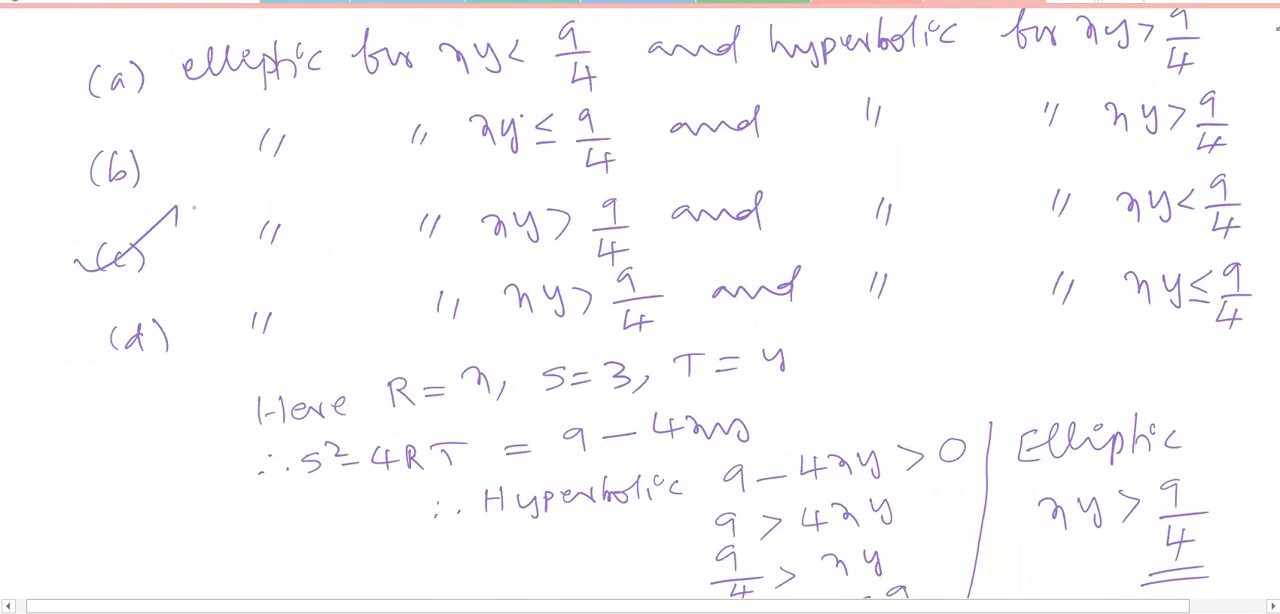 (a) elliptic for xy < 9/4 and hyperbolic for xy > 9/4
(b) " " xy ≤ 9/4 and " " xy > 9/4
(c) " " xy > 9/4 and " " xy < 9/4
(d) " " xy > 9/4 and " " xy ≤ 9/4
Here R = x, S = 3, T = y
∴ S² - 4RT = 9 - 4xy
∴ Hyperbolic 9 - 4xy > 0
9 > 4xy
9/4 > xy
9
Elliptic
xy > 9/4